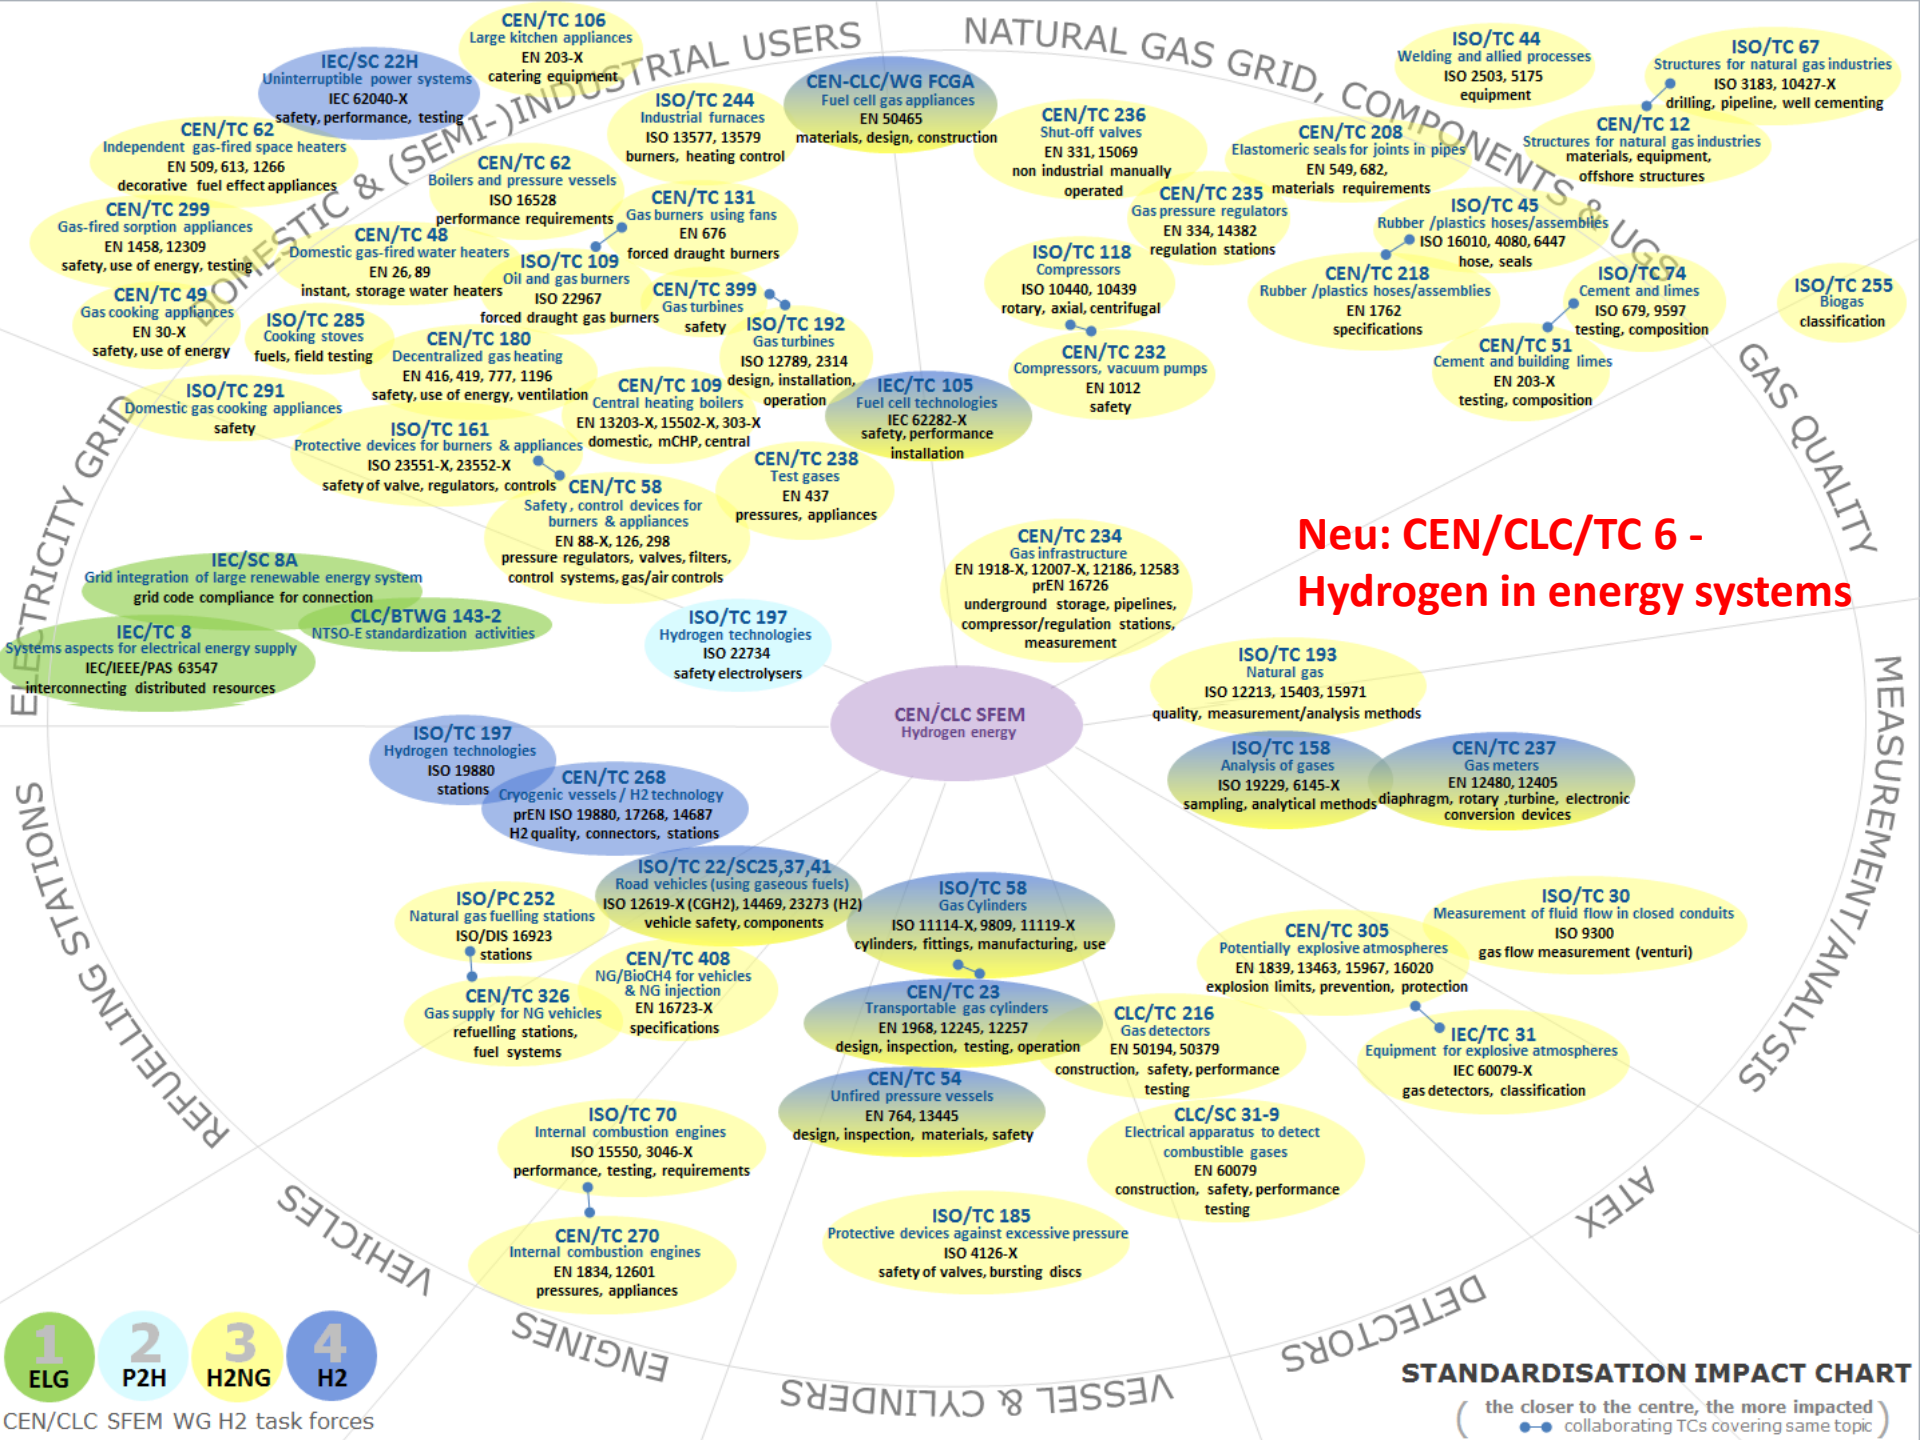 DOMESTIC & (SEMI-)INDUSTRIAL USERS
CEN/TC 106
Large kitchen appliances
EN 203-X
catering equipment
IEC/SC 22H
Uninterruptible power systems
IEC 62040-X
safety, performance, testing
CEN/TC 62
Independent gas-fired space heaters
EN 509, 613, 1266
decorative fuel effect appliances
ISO/TC 244
Industrial furnaces
ISO 13577, 13579
burners, heating control
CEN-CLC/WG FCGA
Fuel cell gas appliances
EN 50465
materials, design, construction
CEN/TC 62
Boilers and pressure vessels
ISO 16528
performance requirements
CEN/TC 131
Gas burners using fans
EN 676
forced draught burners
CEN/TC 299
Gas-fired sorption appliances
EN 1458, 12309
safety, use of energy, testing
CEN/TC 48
Domestic gas-fired water heaters
EN 26, 89
instant, storage water heaters
ISO/TC 109
Oil and gas burners
ISO 22967
forced draught gas burners
CEN/TC 399
Gas turbines
safety
CEN/TC 49
Gas cooking appliances
EN 30-X
safety, use of energy
ISO/TC 285
Cooking stoves
fuels, field testing
CEN/TC 180
Decentralized gas heating
EN 416, 419, 777, 1196
safety, use of energy, ventilation
ISO/TC 192
Gas turbines
ISO 12789, 2314
design, installation,
operation
ISO/TC 291
Domestic gas cooking appliances
safety
CEN/TC 109
Central heating boilers
EN 13203-X, 15502-X, 303-X
domestic, mCHP, central
IEC/TC 105
Fuel cell technologies
IEC 62282-X
safety, performance
installation
ISO/TC 161
Protective devices for burners & appliances
ISO 23551-X, 23552-X
safety of valve, regulators, controls
CEN/TC 58
Safety , control devices for
burners & appliances
EN 88-X, 126, 298
pressure regulators, valves, filters,
control systems, gas/air controls
CEN/TC 238
Test gases
EN 437
pressures, appliances
NATURAL GAS GRID, COMPONENTS & UGS
ISO/TC 44
Welding and allied processes
ISO 2503, 5175
equipment
ISO/TC 67
Structures for natural gas industries
ISO 3183, 10427-X
drilling, pipeline, well cementing
CEN/TC 12
Structures for natural gas industries
materials, equipment,
offshore structures
CEN/TC 236
Shut-off valves
EN 331, 15069
non industrial manually
operated
CEN/TC 208
Elastomeric seals for joints in pipes
EN 549, 682,
materials requirements
CEN/TC 235
Gas pressure regulators
EN 334, 14382
regulation stations
ISO/TC 45
Rubber /plastics hoses/assemblies
ISO 16010, 4080, 6447
hose, seals
ISO/TC 118
Compressors
ISO 10440, 10439
rotary, axial, centrifugal
CEN/TC 218
Rubber /plastics hoses/assemblies
EN 1762
specifications
ISO/TC 74
Cement and limes
ISO 679, 9597
testing, composition
CEN/TC 232
Compressors, vacuum pumps
EN 1012
safety
CEN/TC 51
Cement and building limes
EN 203-X
testing, composition
CEN/TC 234
Gas infrastructure
EN 1918-X, 12007-X, 12186, 12583
prEN 16726
underground storage, pipelines,
compressor/regulation stations,
measurement
GAS QUALITY
ISO/TC 255
Biogas
classification
Neu: CEN/CLC/TC 6 -
Hydrogen in energy systems
ISO/TC 193
Natural gas
ISO 12213, 15403, 15971
quality, measurement/analysis methods
ELECTRICITY GRID
IEC/SC 8A
Grid integration of large renewable energy system
grid code compliance for connection
CLC/BTWG 143-2
NTSO-E standardization activities
IEC/TC 8
Systems aspects for electrical energy supply
IEC/IEEE/PAS 63547
interconnecting distributed resources
ISO/TC 197
Hydrogen technologies
ISO 22734
safety electrolysers
CEN/CLC SFEM
Hydrogen energy
MEASUREMENT/ANALYSIS
ISO/TC 158
Analysis of gases
ISO 19229, 6145-X
sampling, analytical methods
CEN/TC 237
Gas meters
EN 12480, 12405
diaphragm, rotary ,turbine, electronic
conversion devices
ISO/TC 30
Measurement of fluid flow in closed conduits
ISO 9300
gas flow measurement (venturi)
REFUELLING STATIONS
ISO/TC 197
Hydrogen technologies
ISO 19880
stations
CEN/TC 268
Cryogenic vessels / H2 technology
prEN ISO 19880, 17268, 14687
H2 quality, connectors, stations
ISO/PC 252
Natural gas fuelling stations
ISO/DIS 16923
stations
CEN/TC 326
Gas supply for NG vehicles
refuelling stations,
fuel systems
VEHICLES
ISO/TC 22/SC25,37,41
Road vehicles (using gaseous fuels)
ISO 12619-X (CGH2), 14469, 23273 (H2)
vehicle safety, components
CEN/TC 408
NG/BioCH4 for vehicles
& NG injection
EN 16723-X
specifications
ENGINES
ISO/TC 70
Internal combustion engines
ISO 15550, 3046-X
performance, testing, requirements
CEN/TC 270
Internal combustion engines
EN 1834, 12601
pressures, appliances
VESSEL & CYLINDERS
ISO/TC 58
Gas Cylinders
ISO 11114-X, 9809, 11119-X
cylinders, fittings, manufacturing, use
CEN/TC 23
Transportable gas cylinders
EN 1968, 12245, 12257
design, inspection, testing, operation
CEN/TC 54
Unfired pressure vessels
EN 764, 13445
design, inspection, materials, safety
ISO/TC 185
Protective devices against excessive pressure
ISO 4126-X
safety of valves, bursting discs
DETECTORS
CLC/TC 216
Gas detectors
EN 50194, 50379
construction, safety, performance
testing
CLC/SC 31-9
Electrical apparatus to detect
combustible gases
EN 60079
construction, safety, performance
testing
ATEX
CEN/TC 305
Potentially explosive atmospheres
EN 1839, 13463, 15967, 16020
explosion limits, prevention, protection
IEC/TC 31
Equipment for explosive atmospheres
IEC 60079-X
gas detectors, classification
1
ELG
2
P2H
3
H2NG
4
H2
CEN/CLC SFEM WG H2 task forces
STANDARDISATION IMPACT CHART
( the closer to the centre, the more impacted
collaborating TCs covering same topic )